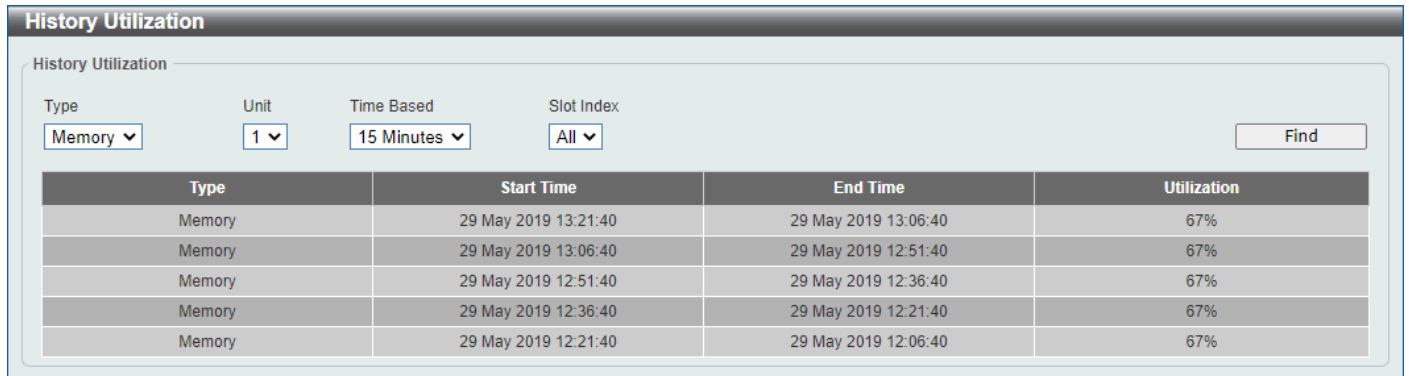 History Utilization
History Utilization
Type Unit Time Based Slot Index
Memory 1 15 Minutes All Find
Type Start Time End Time Utilization
Memory 29 May 2019 13:21:40 29 May 2019 13:06:40 67%
Memory 29 May 2019 13:06:40 29 May 2019 12:51:40 67%
Memory 29 May 2019 12:51:40 29 May 2019 12:36:40 67%
Memory 29 May 2019 12:36:40 29 May 2019 12:21:40 67%
Memory 29 May 2019 12:21:40 29 May 2019 12:06:40 67%